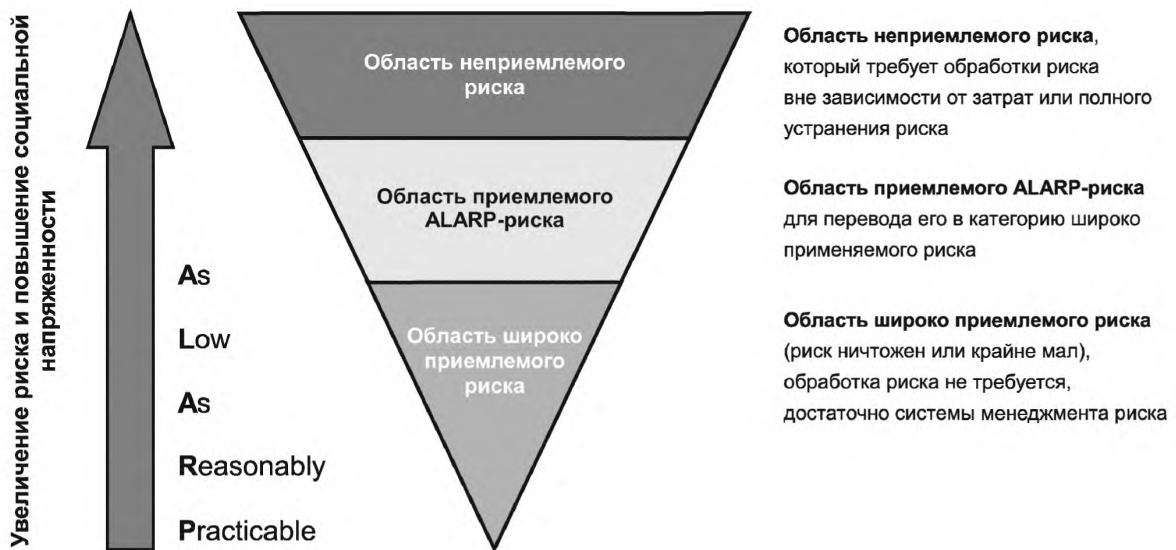 Увеличение риска и повышение социальной
напряженности
As
Low
As
Reasonably
Practicable
Область неприемлемого
риска
Область приемлемого
ALARP-риска
Область широко
приемлемого
риска
Область неприемлемого риска,
который требует обработки риска
вне зависимости от затрат или полного
устранения риска
Область приемлемого ALARP-риска
для перевода его в категорию широко
применяемого риска
Область широко приемлемого риска
(риск ничтожен или крайне мал),
обработка риска не требуется,
достаточно системы менеджмента риска